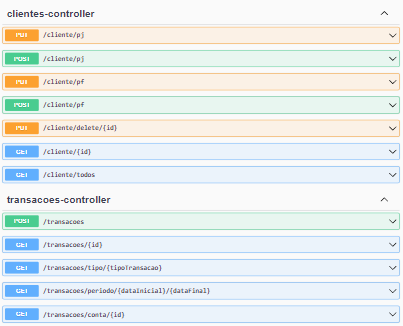 clientes-controller
PUT /cliente/pj
POST /cliente/pj
PUT /cliente/pf
POST /cliente/pf
PUT /cliente/delete/{id}
GET /cliente/{id}
GET /cliente/todos
transacoes-controller
POST /transacoes
GET /transacoes/{id}
GET /transacoes/tipo/{tipoTransacao}
GET /transacoes/periodo/{dataInicial}/{dataFinal}
GET /transacoes/conta/{id}